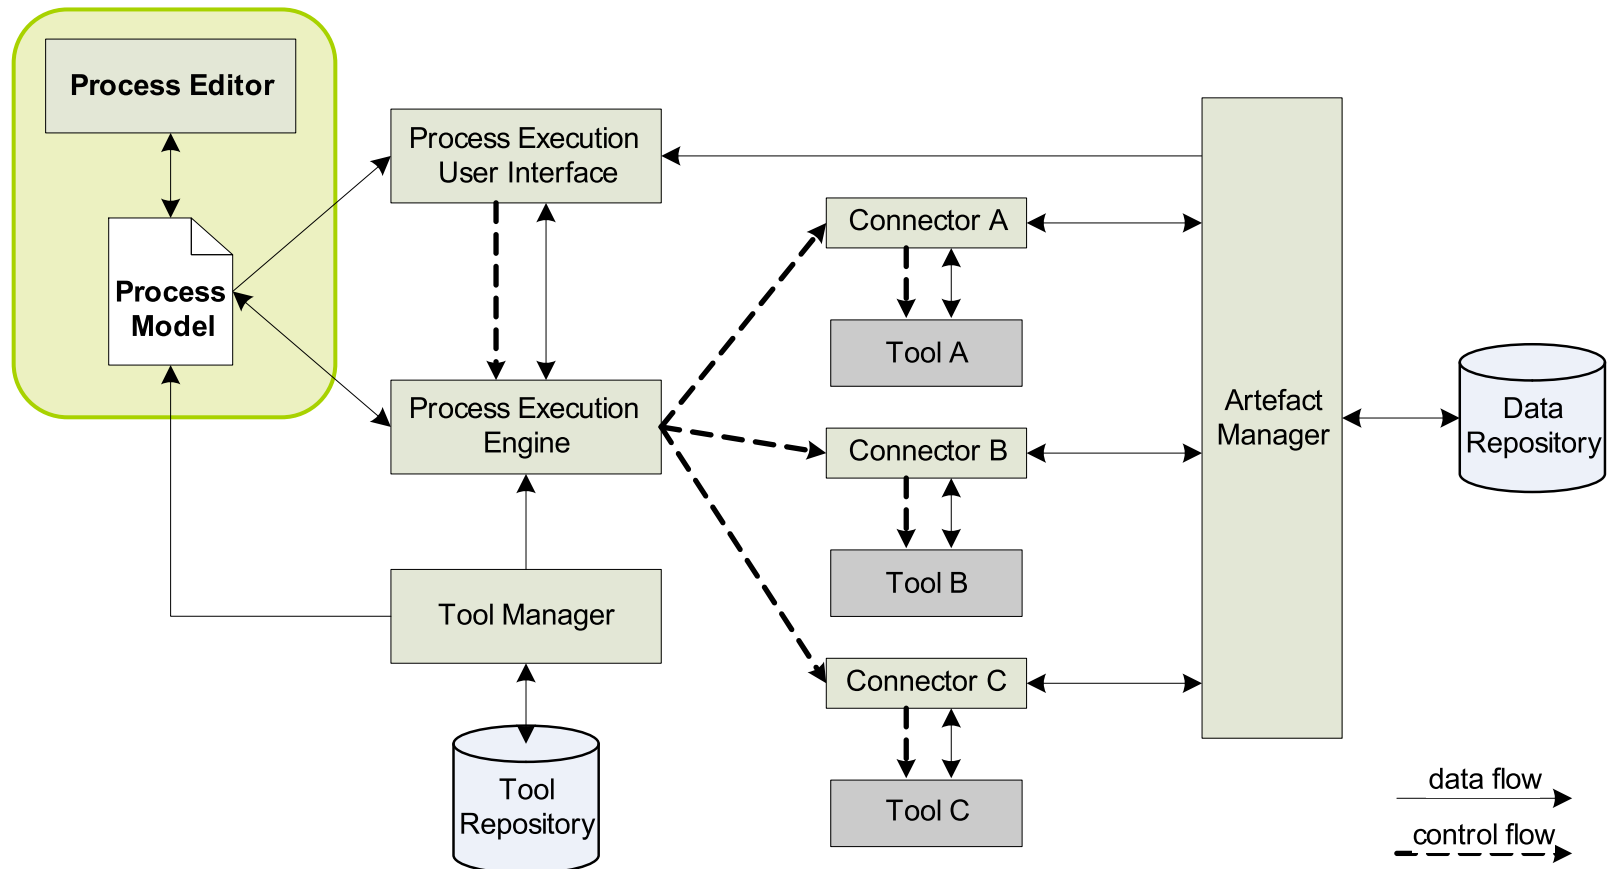 Process Editor
Process
Model
Process Execution
User Interface
Process Execution
Engine
Tool Manager
Tool
Repository
Connector A
Tool A
Connector B
Tool B
Connector C
Tool C
Artefact
Manager
Data
Repository
data flow
control flow